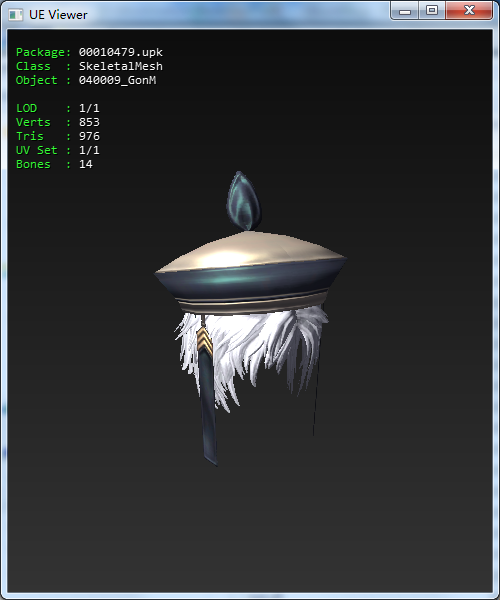 UE Viewer
Package: 00010479.upk
Class : SkeletalMesh
Object : 040009_GonM
LOD : 1/1
Verts : 853
Tris : 976
UV Set : 1/1
Bones : 14